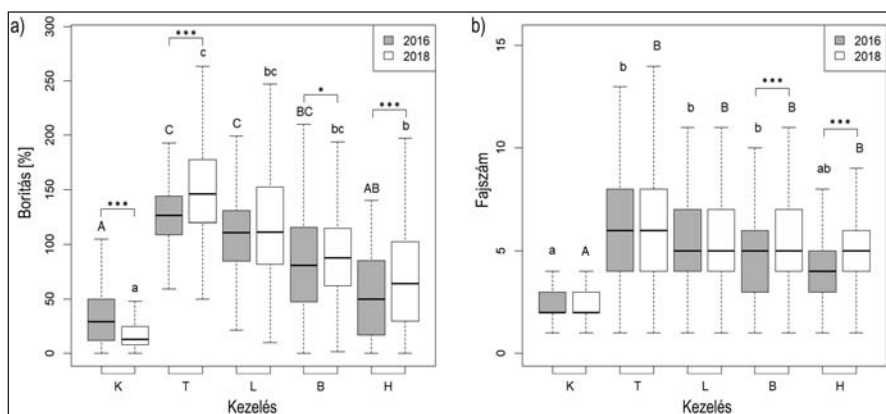 a)
Borítás [%]
300
250
200
150
100
50
0
2016
2018
***
A
a
***
C
c
C
bc
*
BC
bc
***
AB
b
K T L B H
Kezelés
b)
Fajszám
15
10
5
0
2016
2018
a
A
b
B
b
B
***
b
B
***
ab
B
K T L B H
Kezelés